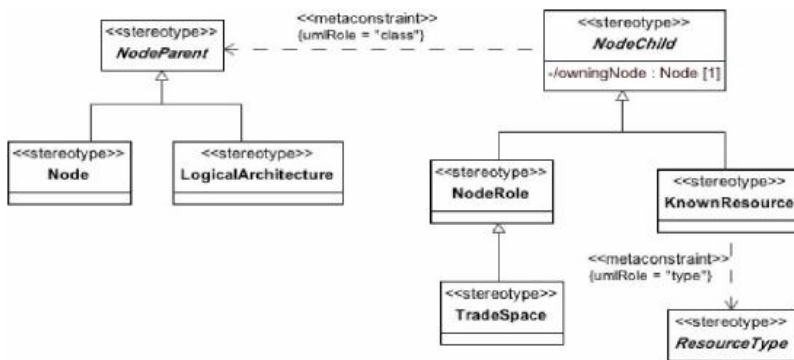 <<stereotype>>
NodeParent
<<metaconstraint>>
{umlRole = "class"}
<<stereotype>>
NodeChild
-/owningNode : Node [1]
<<stereotype>>
Node
<<stereotype>>
LogicalArchitecture
<<stereotype>>
NodeRole
<<stereotype>>
KnownResource
<<metaconstraint>>
{umlRole = "type"}
<<stereotype>>
TradeSpace
<<stereotype>>
ResourceType